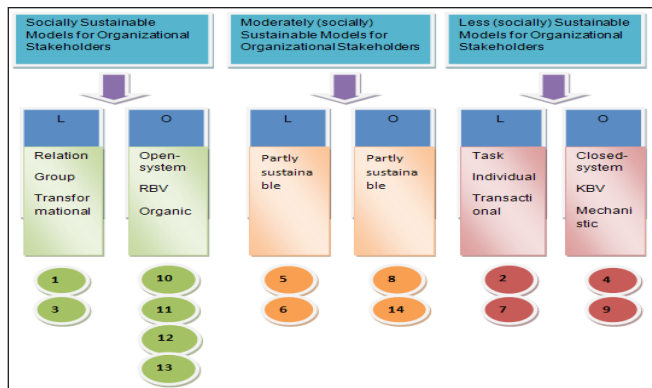 Socially Sustainable
Models for Organizational
Stakeholders
Moderately (socially)
Sustainable Models for
Organizational Stakeholders
Less (socially) Sustainable
Models for Organizational
Stakeholders
L
O
L
O
L
O
Relation
Group
Transfor
mational
Open-
system
RBV
Organic
Partly
sustaina
ble
Partly
sustaina
ble
Task
Individual
Transacti
onal
Closed-
system
KBV
Mechani
stic
1
3
10
11
12
13
5
6
8
14
2
7
4
9